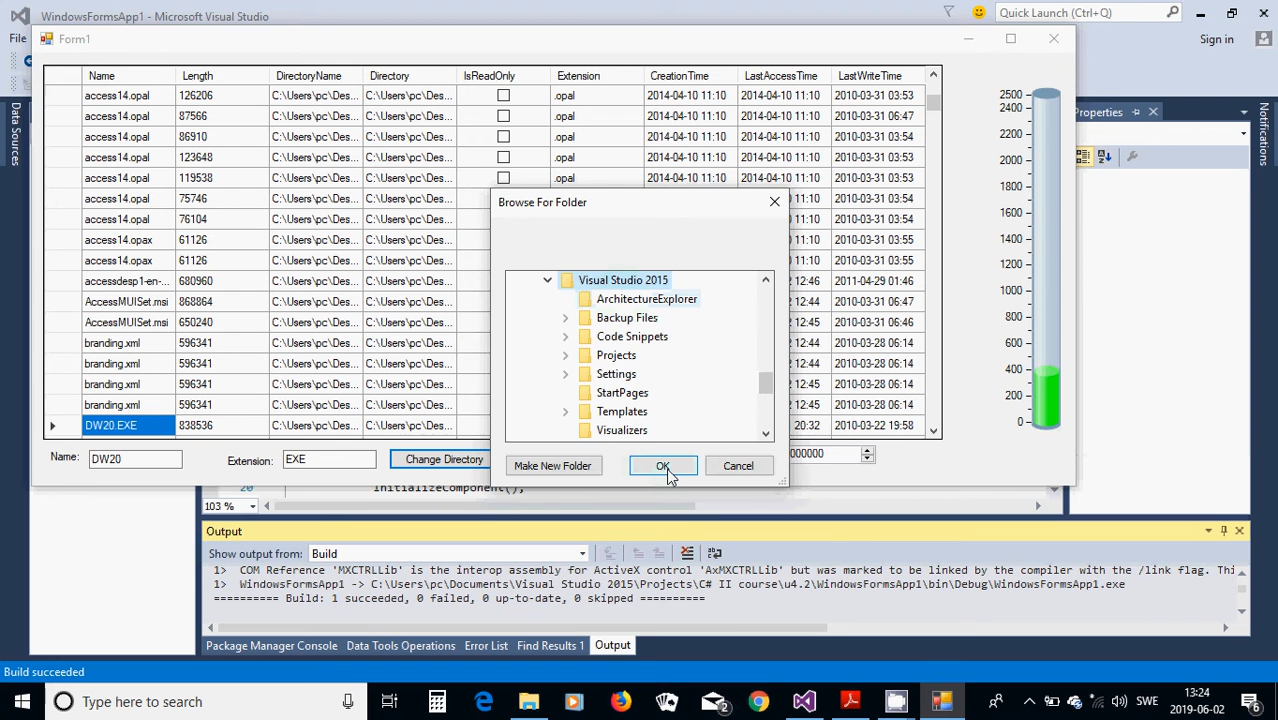 WindowsFormsApp1 - Microsoft Visual Studio
Quick Launch (Ctrl+Q)
File
Form1
Sign in
Name Length DirectoryName Directory IsReadOnly Extension CreationTime LastAccessTime LastWriteTime
access14.opal 126206 C:\Users\pc\Des... C:\Users\pc\Des... .opal 2014-04-10 11:10 2014-04-10 11:10 2010-03-31 03:53
access14.opal 87566 C:\Users\pc\Des... C:\Users\pc\Des... .opal 2014-04-10 11:10 2014-04-10 11:10 2010-03-31 06:47
access14.opal 86910 C:\Users\pc\Des... C:\Users\pc\Des... .opal 2014-04-10 11:10 2014-04-10 11:10 2010-03-31 03:54
access14.opal 123648 C:\Users\pc\Des... C:\Users\pc\Des... .opal 2014-04-10 11:10 2014-04-10 11:10 2010-03-31 03:54
access14.opal 119538 C:\Users\pc\Des... C:\Users\pc\Des... .opal 2014-04-10 11:10 2014-04-10 11:10 2010-03-31 03:54
access14.opal 75746 C:\Users\pc\Des... C:\Users\pc\Des... 11:10 2010-03-31 03:54
access14.opal 76104 C:\Users\pc\Des... C:\Users\pc\Des... 11:10 2010-03-31 03:54
access14.opax 61126 C:\Users\pc\Des... C:\Users\pc\Des... 11:10 2010-03-31 03:55
access14.opax 61126 C:\Users\pc\Des... C:\Users\pc\Des... 11:10 2010-03-31 03:55
accessdesp1-en-... 680960 C:\Users\pc\Des... C:\Users\pc\Des... 09:46 2011-04-29 01:46
AccessMUISet.msi 868864 C:\Users\pc\Des... C:\Users\pc\Des... 12:44 2010-03-31 03:54
AccessMUISet.msi 650240 C:\Users\pc\Des... C:\Users\pc\Des... 12:44 2010-03-31 06:46
branding.xml 596341 C:\Users\pc\Des... C:\Users\pc\Des... 12:44 2010-03-28 06:14
branding.xml 596341 C:\Users\pc\Des... C:\Users\pc\Des... 12:44 2010-03-28 06:14
branding.xml 596341 C:\Users\pc\Des... C:\Users\pc\Des... 12:45 2010-03-28 06:14
branding.xml 596341 C:\Users\pc\Des... C:\Users\pc\Des... 12:45 2010-03-28 06:14
DW20.EXE 838536 C:\Users\pc\Des... C:\Users\pc\Des... 20:32 2010-03-22 19:58
Name: DW20 Extension: EXE Change Directory 000000
2500
2400
2200
2000
1800
1600
1400
1200
1000
800
600
400
200
0
Browse For Folder
Visual Studio 2015
ArchitectureExplorer
Backup Files
Code Snippets
Projects
Settings
StartPages
Templates
Visualizers
Make New Folder OK Cancel
Data Sources
Properties
Notifications
20 InitializeComponent();
103 %
Output
Show output from: Build
1> COM Reference 'MXCTRLLib' is the interop assembly for ActiveX control 'AxMXCTRLLib' but was marked to be linked by the compiler with the /link flag. Thi
1> WindowsFormsApp1 -> C:\Users\pc\Documents\Visual Studio 2015\Projects\C# II course\u4.2\WindowsFormsApp1\bin\Debug\WindowsFormsApp1.exe
========== Build: 1 succeeded, 0 failed, 0 up-to-date, 0 skipped ==========
Package Manager Console Data Tools Operations Error List Find Results 1 Output
Build succeeded
Type here to search
2
SWE
13:24
2019-06-02
6